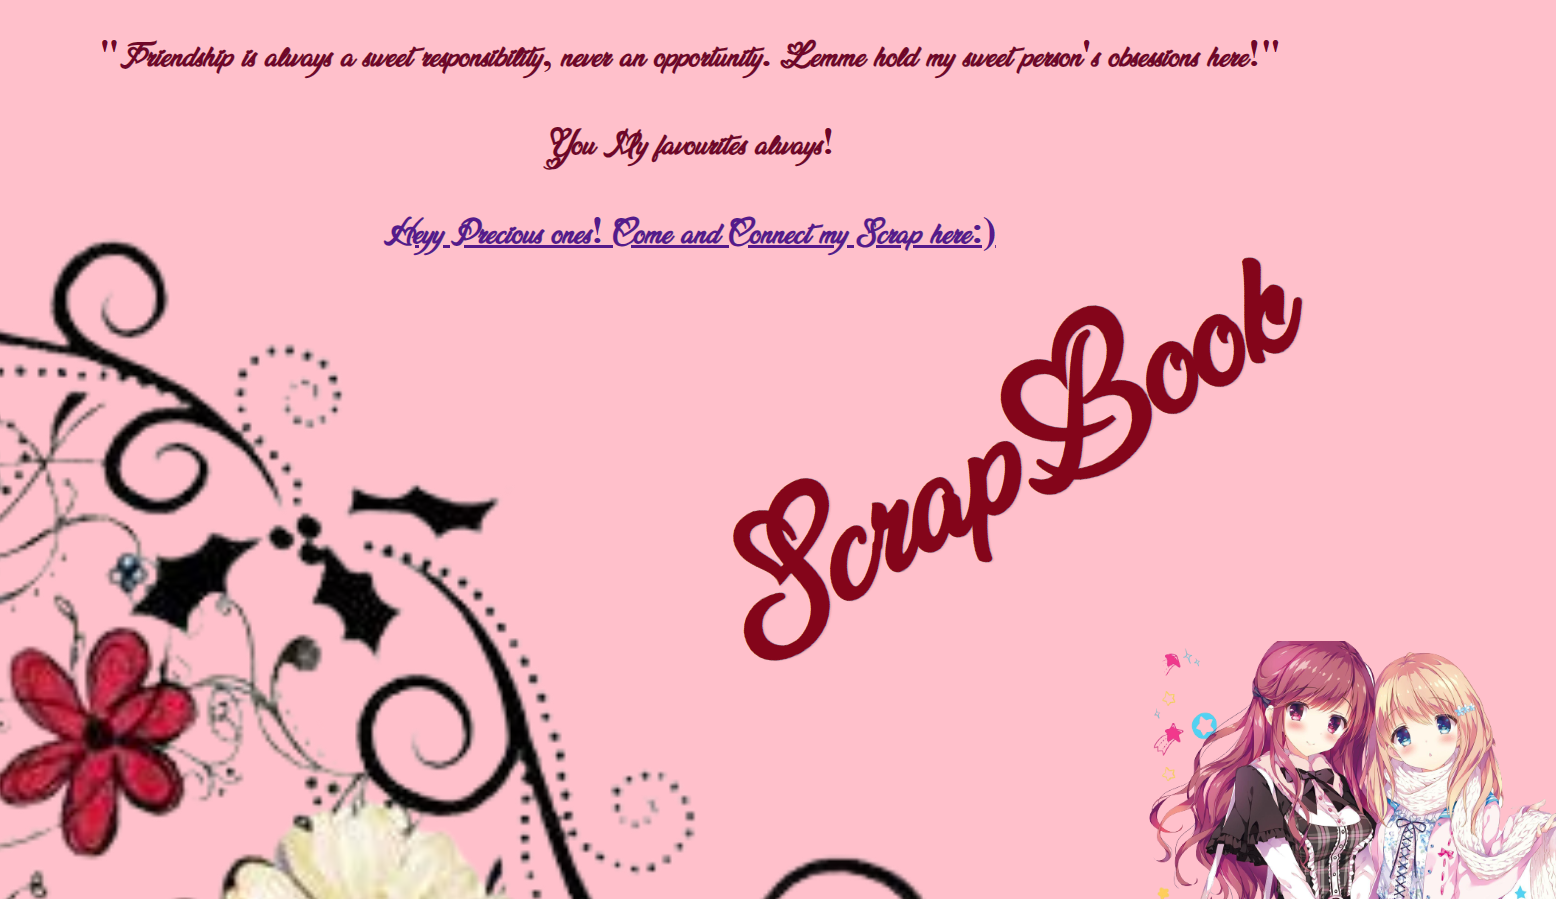 "Friendship is always a sweet responsibility, never an opportunity. Lemme hold my sweet person's obsessions here!"
You My favourites always!
Heyy Precious ones! Come and Connect my Scrap here:)
ScrapBook